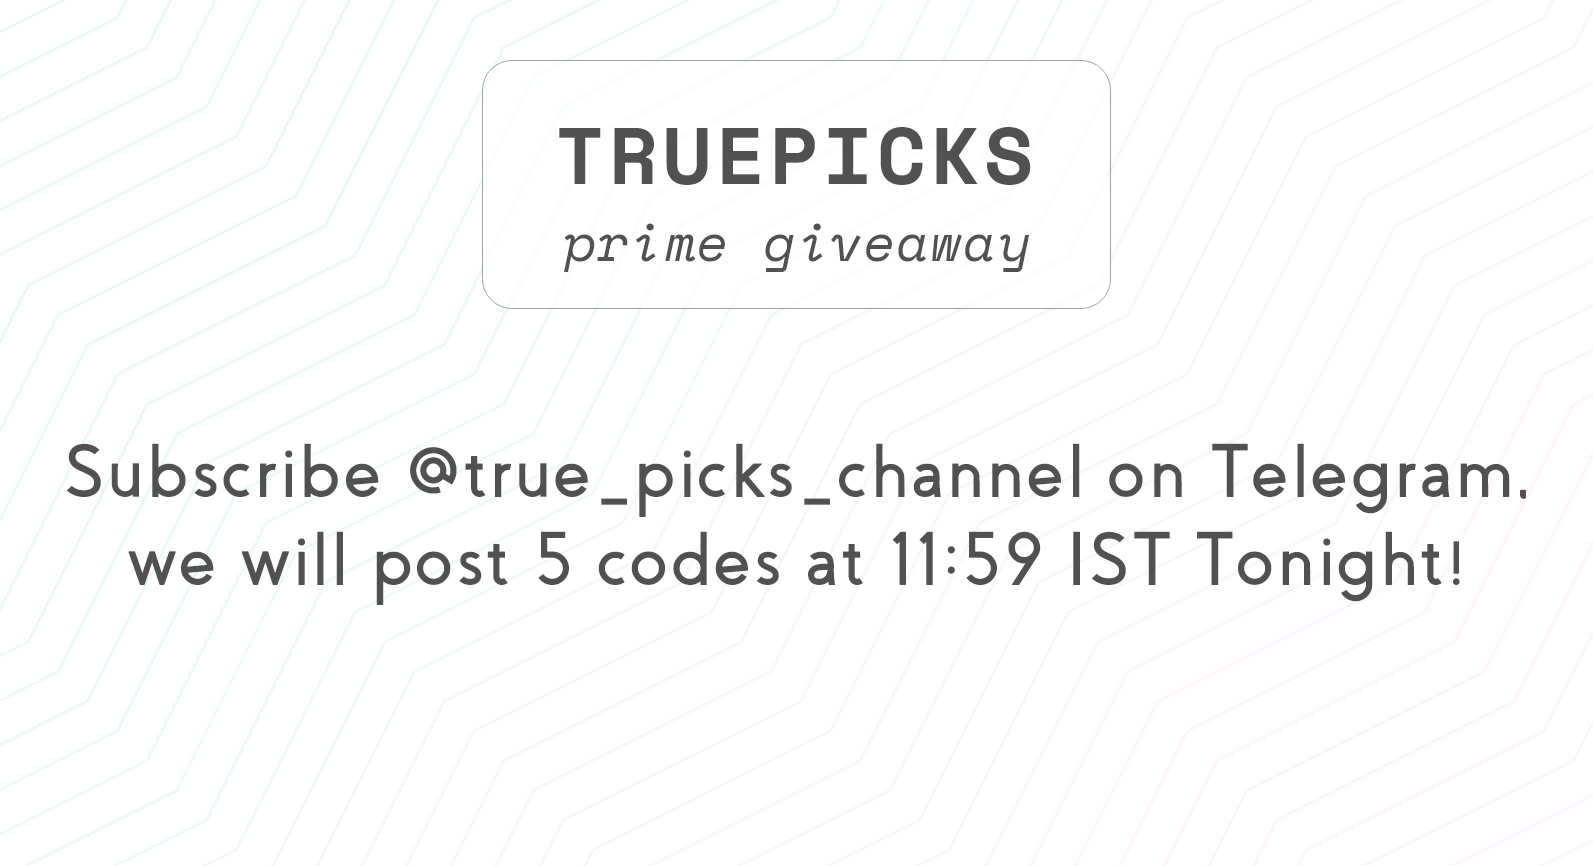 TRUEPICKS
prime giveaway
Subscribe @true_picks_channel on Telegram.
we will post 5 codes at 11:59 IST Tonight!